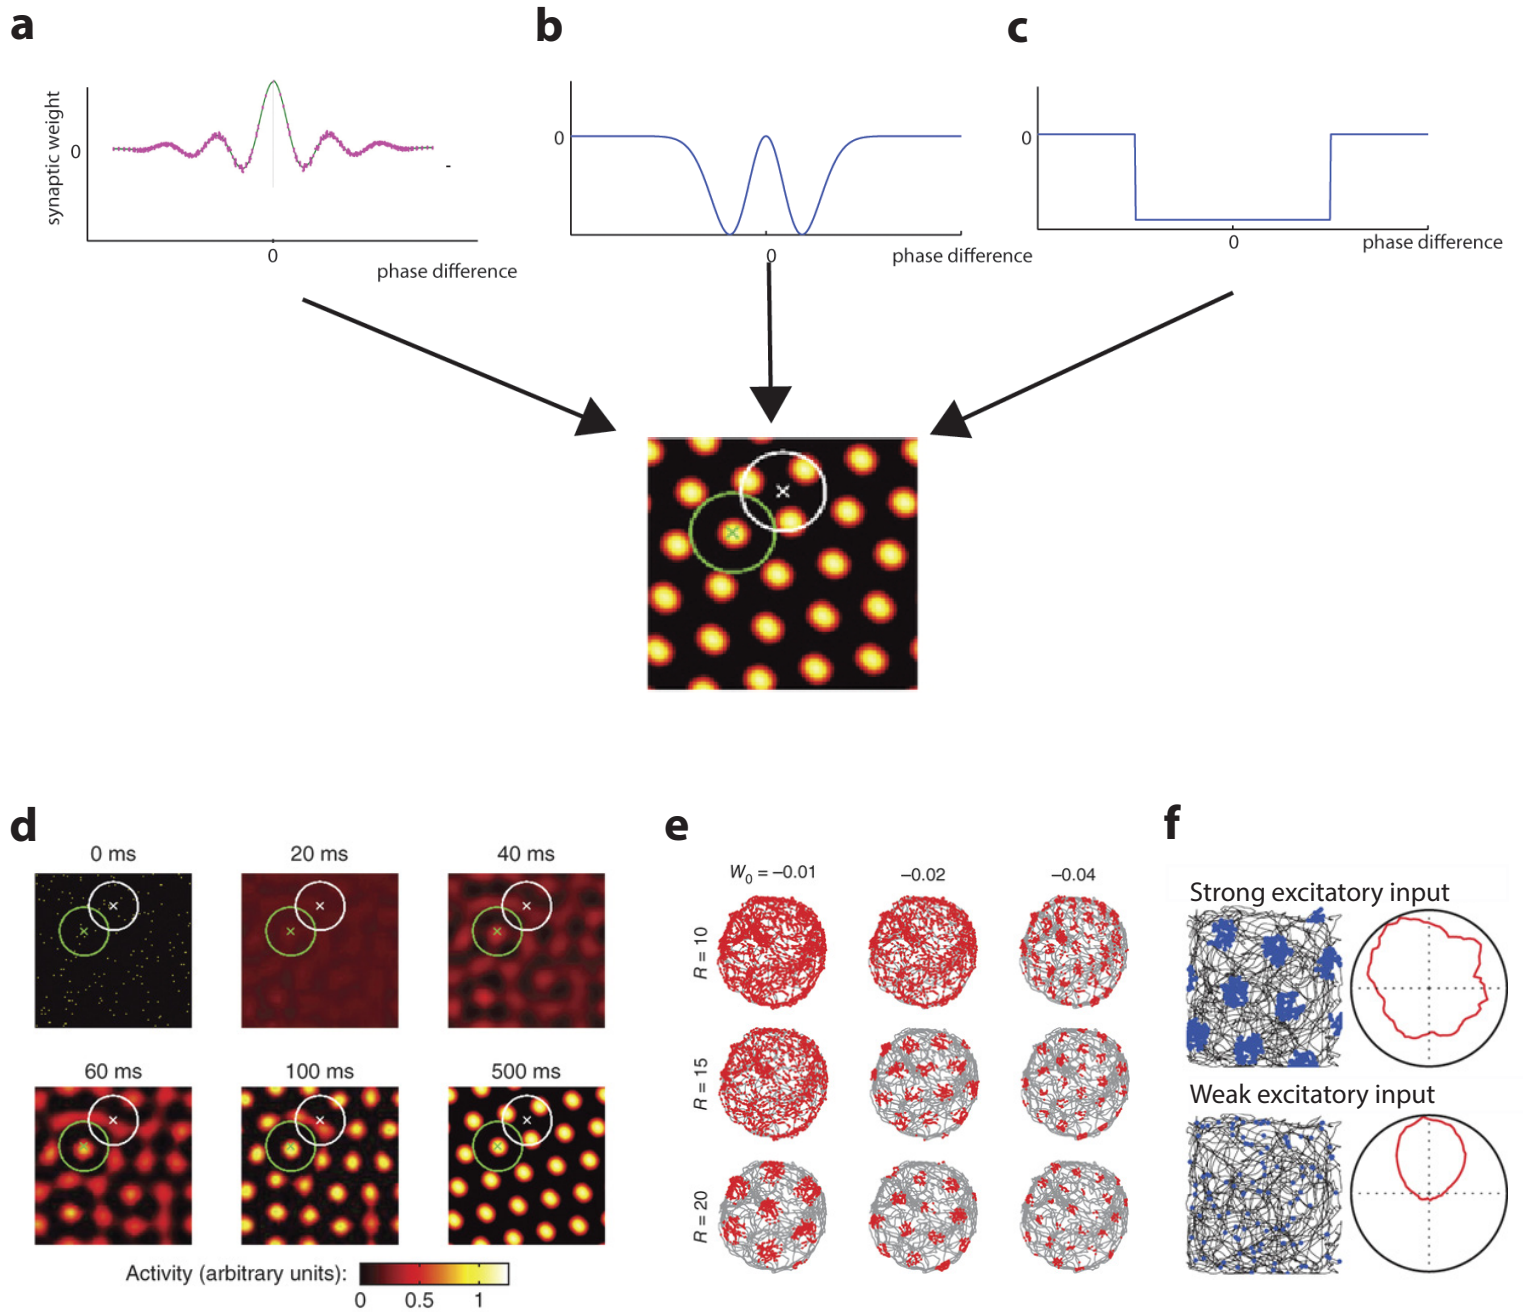 a
b
c
synaptic weight
0
0
phase difference
0
0
phase difference
0
0
phase difference
d
0 ms
20 ms
40 ms
60 ms
100 ms
500 ms
Activity (arbitrary units):
0
0.5
1
e
W0 = –0.01
–0.02
–0.04
R = 10
R = 15
R = 20
f
Strong excitatory input
Weak excitatory input